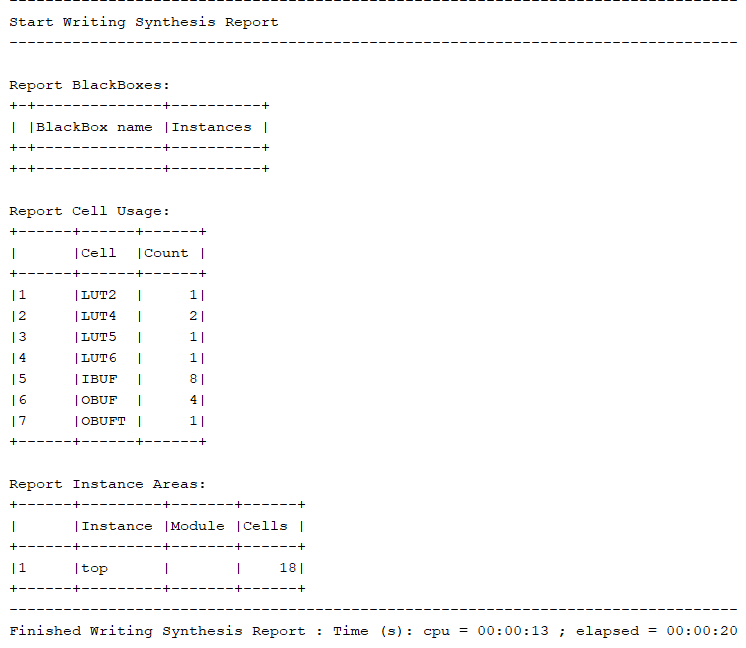 ---------------------------------------------------------------------------------
Start Writing Synthesis Report
---------------------------------------------------------------------------------

Report BlackBoxes:
+-+--------------+----------+
| |BlackBox name |Instances |
+-+--------------+----------+
+-+--------------+----------+

Report Cell Usage:
+------+------+------+
|      |Cell  |Count |
+------+------+------+
|1     |LUT2  |     1|
|2     |LUT4  |     2|
|3     |LUT5  |     1|
|4     |LUT6  |     1|
|5     |IBUF  |     8|
|6     |OBUF  |     4|
|7     |OBUFT |     1|
+------+------+------+

Report Instance Areas:
+------+---------+-------+------+
|      |Instance |Module |Cells |
+------+---------+-------+------+
|1     |top      |       |    18|
+------+---------+-------+------+
---------------------------------------------------------------------------------
Finished Writing Synthesis Report : Time (s): cpu = 00:00:13 ; elapsed = 00:00:20